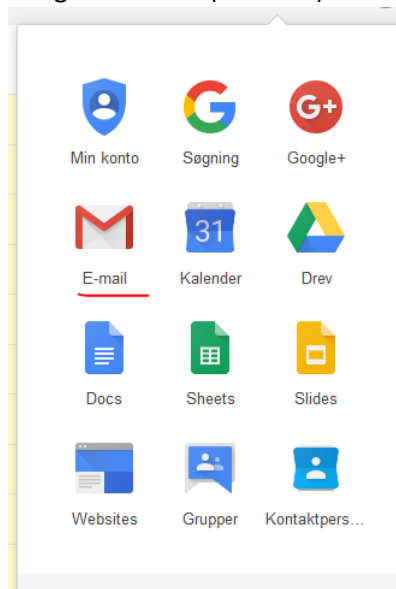 Min konto
Søgning
G+
Google+
E-mail
31
Kalender
Drev
Docs
Sheets
Slides
Websites
Grupper
Kontaktpers...